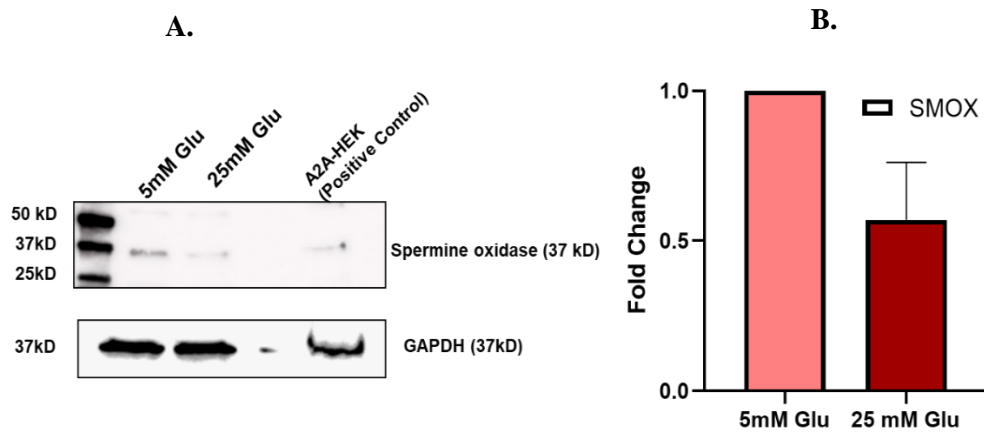 A.
5mM Glu
25mM Glu
A2A-HEK
(Positive Control)
50 kD
37kD
25kD
Spermine oxidase (37 kD)
37kD
GAPDH (37kD)
B.
SMOX
Fold Change
1.0
0.5
0.0
5mM Glu
25 mM Glu